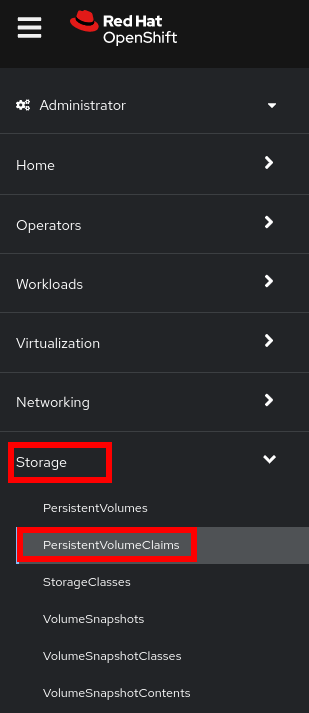 Red Hat
OpenShift
Administrator
Home
Operators
Workloads
Virtualization
Networking
Storage
PersistentVolumes
PersistentVolumeClaims
StorageClasses
VolumeSnapshots
VolumeSnapshotClasses
VolumeSnapshotContents